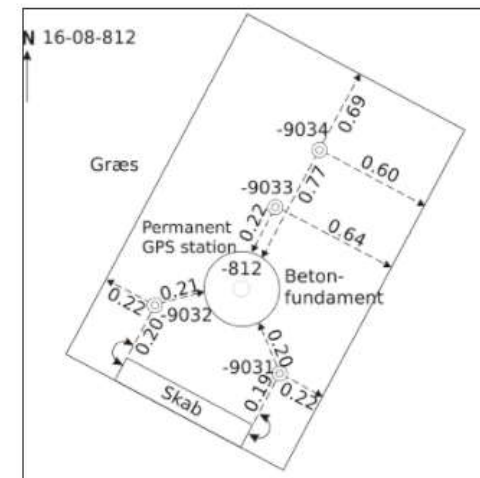 N 16-08-812
0.69
-9034
0.60
Græs
0.77
-9033
0.22
0.64
Permanent
GPS station
-812
Beton-
fundament
0.21
0.22
-9032
0.20
0.20
-9031
0.19
0.22
Skab